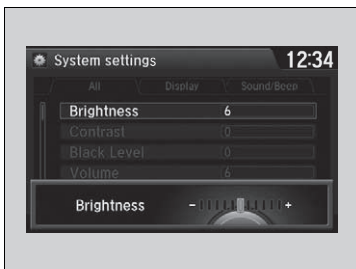 System settings 12:34
All Display Sound/Beep
Brightness 6
Contrast 0
Black Level 0
Volume 6
Brightness - +